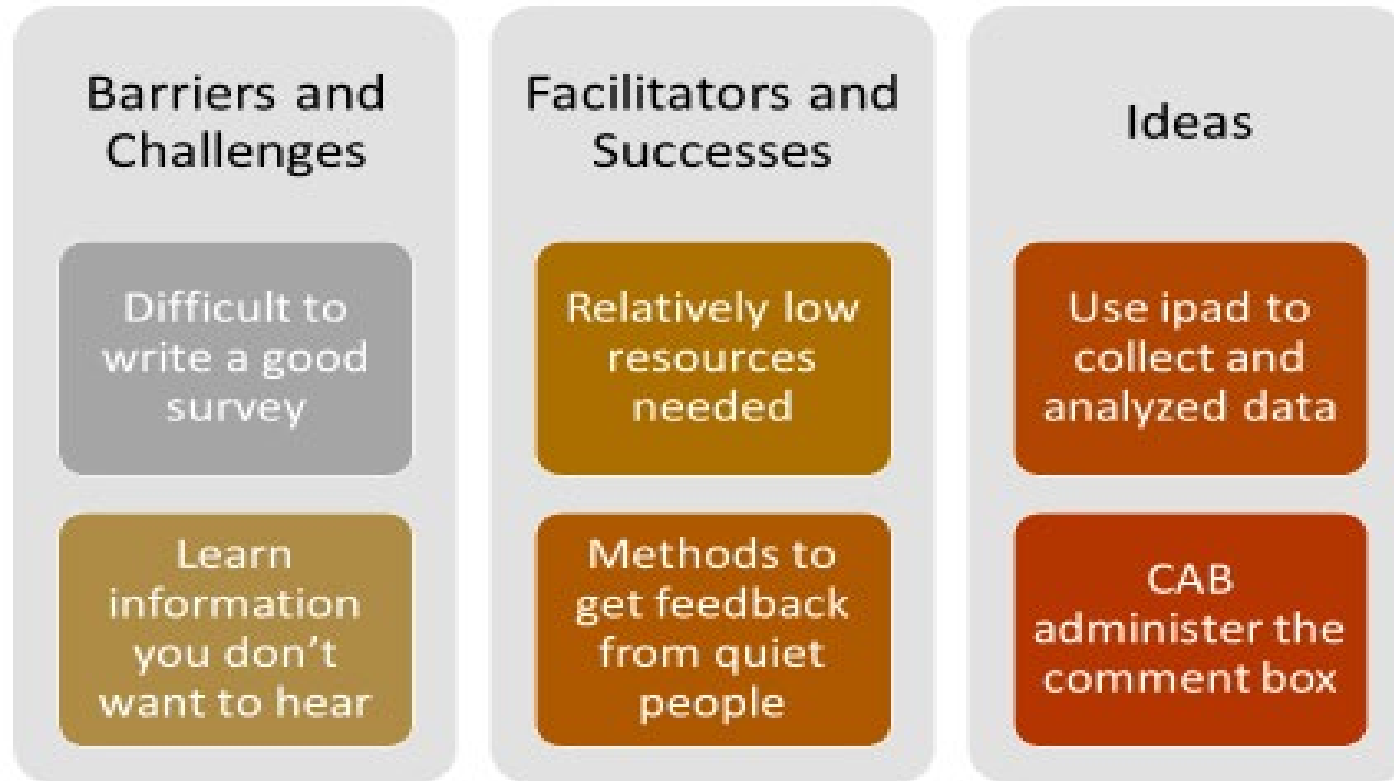 Barriers and
Challenges
Difficult to
write a good
survey
Learn
information
you don’t
want to hear
Facilitators and
Successes
Relatively low
resources
needed
Methods to
get feedback
from quiet
people
Ideas
Use ipad to
collect and
analyzed data
CAB
administer the
comment box